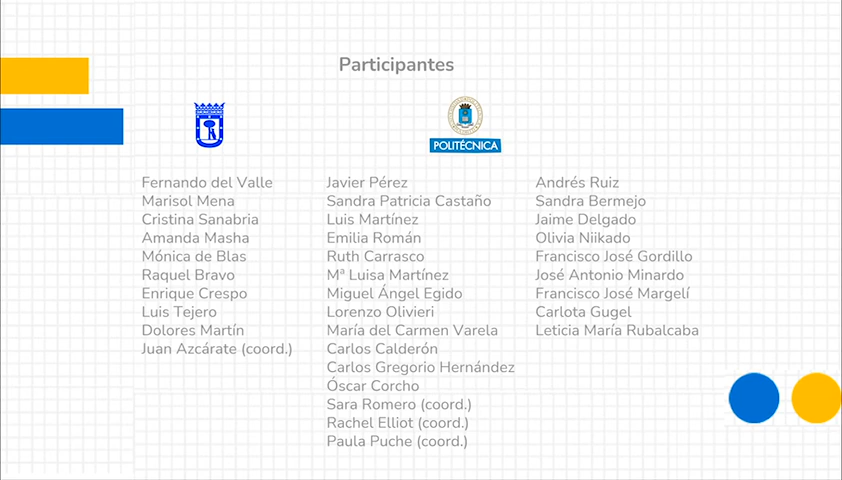 Participantes
POLITÉCNICA
Fernando del Valle
Marisol Mena
Cristina Sanabria
Amanda Masha
Mónica de Blas
Raquel Bravo
Enrique Crespo
Luis Tejero
Dolores Martín
Juan Azcárate (coord.)
Javier Pérez
Sandra Patricia Castaño
Luis Martínez
Emilia Román
Ruth Carrasco
Mª Luisa Martínez
Miguel Ángel Egido
Lorenzo Olivieri
María del Carmen Varela
Carlos Calderón
Carlos Gregorio Hernández
Óscar Corcho
Sara Romero (coord.)
Rachel Elliot (coord.)
Paula Puche (coord.)
Andrés Ruiz
Sandra Bermejo
Jaime Delgado
Olivia Niikado
Francisco José Gordillo
José Antonio Minardo
Francisco José Margelí
Carlota Gugel
Leticia María Rubalcaba